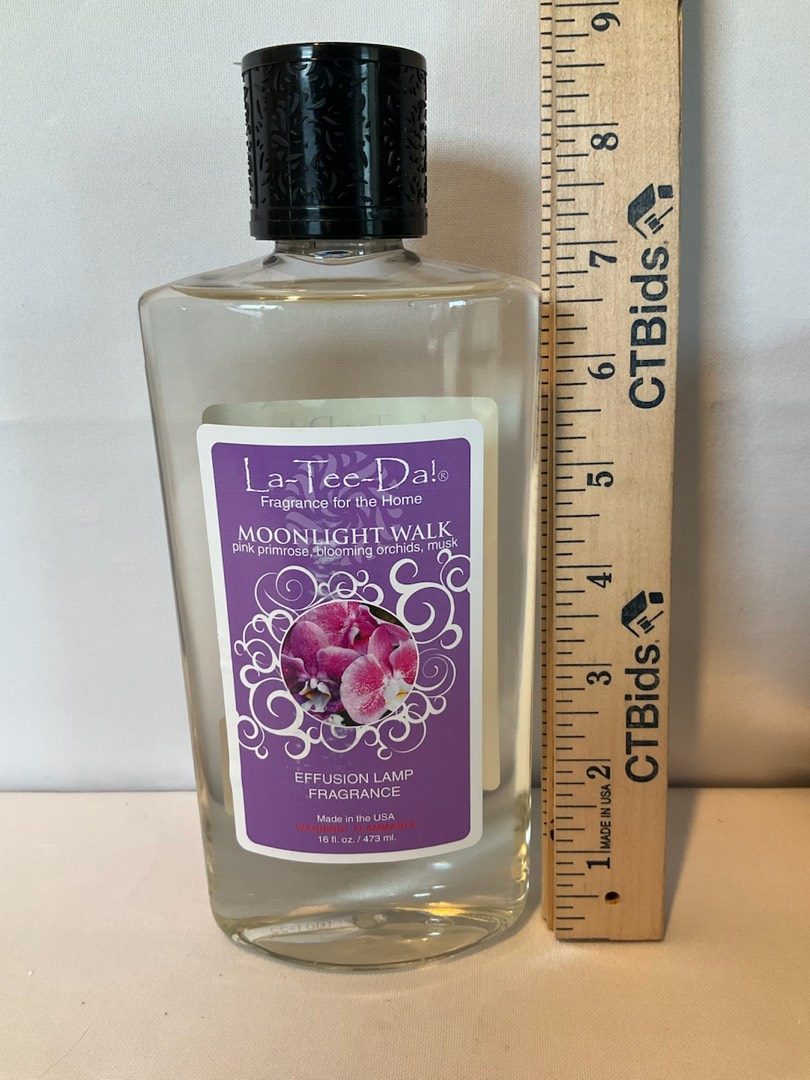 La-Tee-Da!®
Fragrance for the Home
MOONLIGHT WALK
pink primrose, blooming orchids, musk
EFFUSION LAMP
FRAGRANCE
Made in the USA
WARNING! FLAMMABLE
16 fl. oz. / 473 ml.
9
8
7
6
5
4
3
2
1
MADE IN USA
CTBids
CTBids